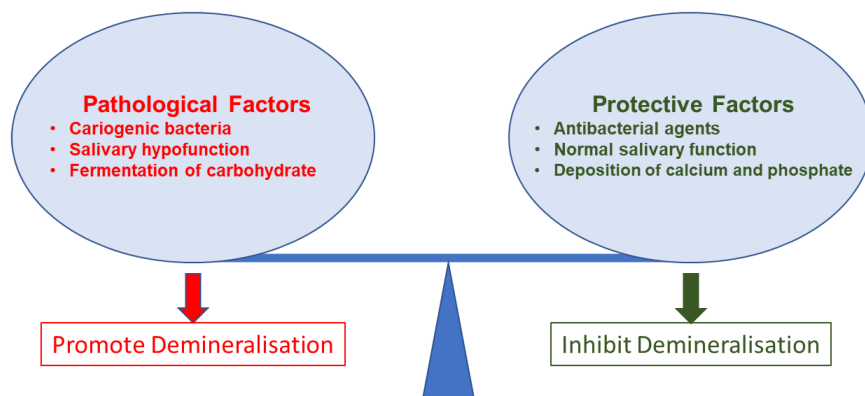 Pathological Factors
• Cariogenic bacteria
• Salivary hypofunction
• Fermentation of carbohydrate
Protective Factors
• Antibacterial agents
• Normal salivary function
• Deposition of calcium and phosphate
Promote Demineralisation
Inhibit Demineralisation